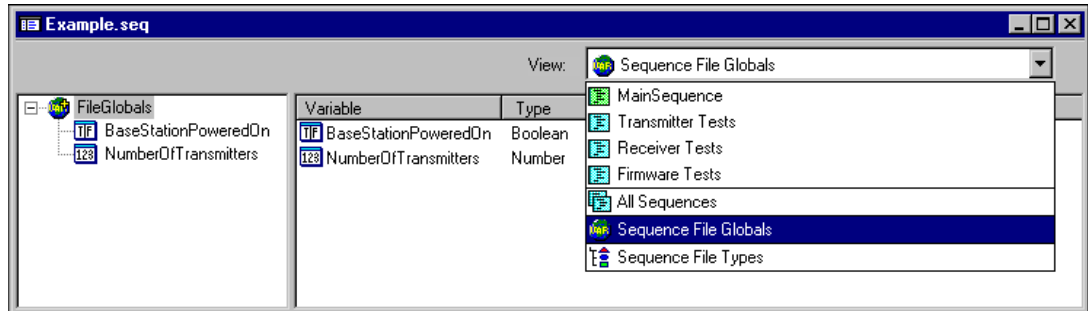 Example.seq
View: Sequence File Globals
FileGlobals
BaseStationPoweredOn
NumberOfTransmitters
Variable Type
BaseStationPoweredOn Boolean
NumberOfTransmitters Number
MainSequence
Transmitter Tests
Receiver Tests
Firmware Tests
All Sequences
Sequence File Globals
Sequence File Types